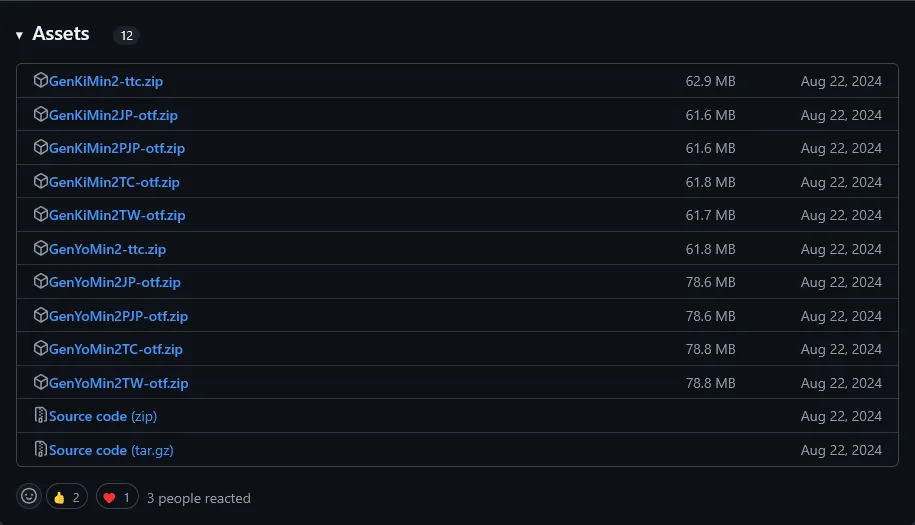 Assets 12
GenKiMin2-ttc.zip 62.9 MB Aug 22, 2024
GenKiMin2JP-otf.zip 61.6 MB Aug 22, 2024
GenKiMin2PJP-otf.zip 61.6 MB Aug 22, 2024
GenKiMin2TC-otf.zip 61.8 MB Aug 22, 2024
GenKiMin2TW-otf.zip 61.7 MB Aug 22, 2024
GenYoMin2-ttc.zip 61.8 MB Aug 22, 2024
GenYoMin2JP-otf.zip 78.6 MB Aug 22, 2024
GenYoMin2PJP-otf.zip 78.6 MB Aug 22, 2024
GenYoMin2TC-otf.zip 78.8 MB Aug 22, 2024
GenYoMin2TW-otf.zip 78.8 MB Aug 22, 2024
Source code (zip) Aug 22, 2024
Source code (tar.gz) Aug 22, 2024
👍 2 ❤️ 1 3 people reacted